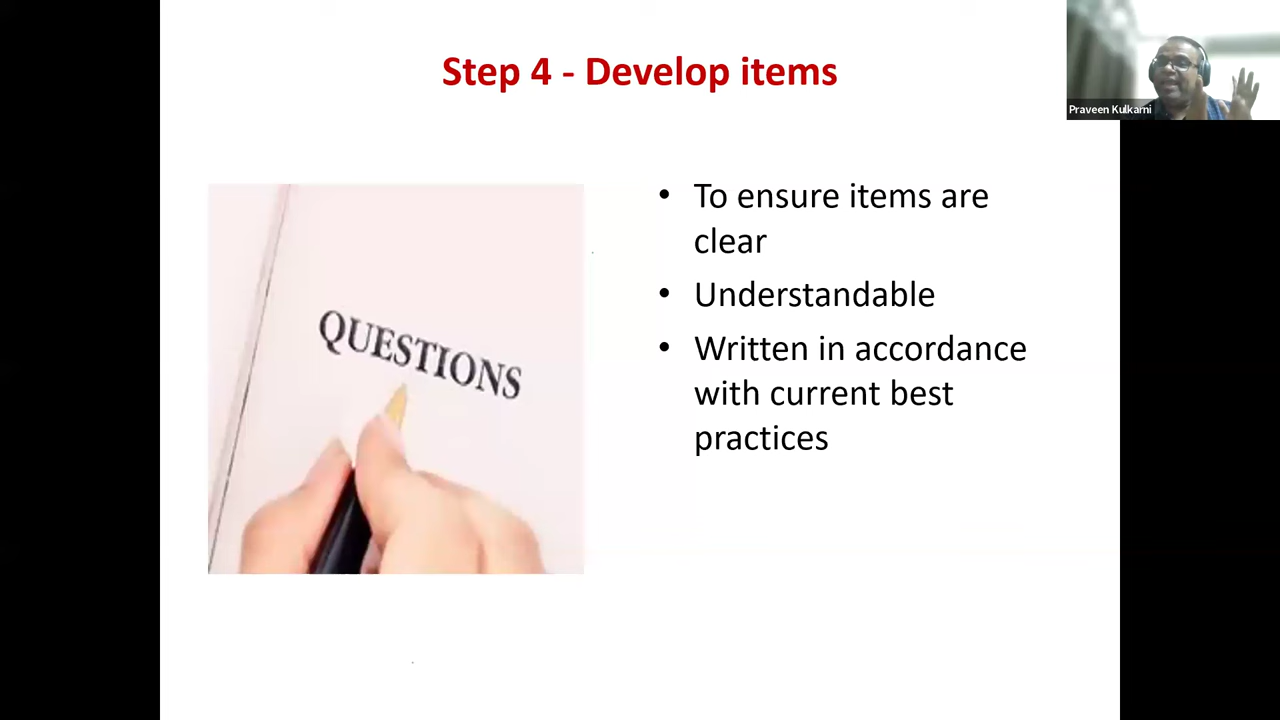 Step 4 - Develop items
Praveen Kulkarni
• To ensure items are
clear
• Understandable
• Written in accordance
with current best
practices
QUESTIONS